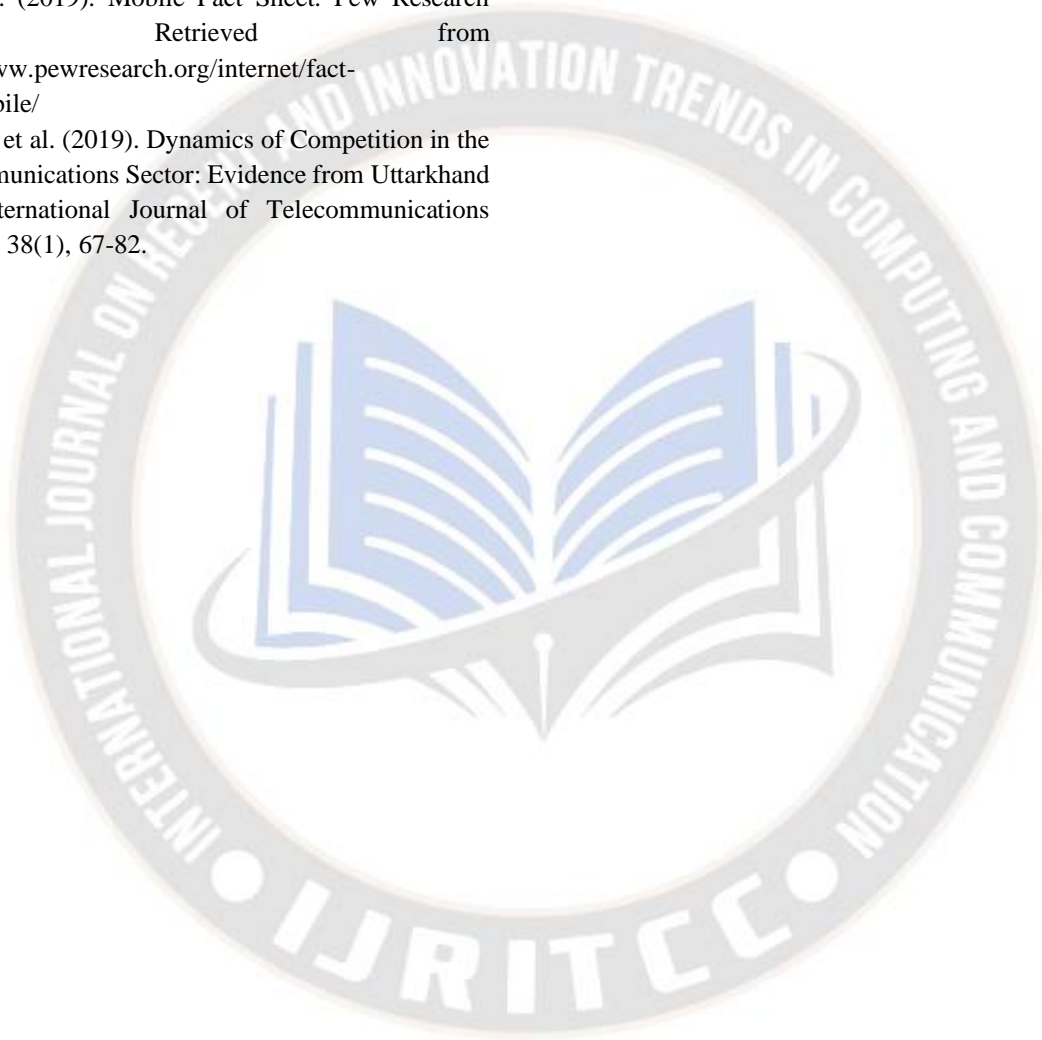 . (2019). Mobile Fact Sheet. Pew Research
Retrieved from
ww.pewresearch.org/internet/fact-
bile/
et al. (2019). Dynamics of Competition in the
munications Sector: Evidence from Uttarkhand
ternational Journal of Telecommunications
38(1), 67-82.
INTERNATIONAL JOURNAL ON RECENT AND INNOVATION TRENDS IN COMPUTING AND COMMUNICATION
IJRITCC